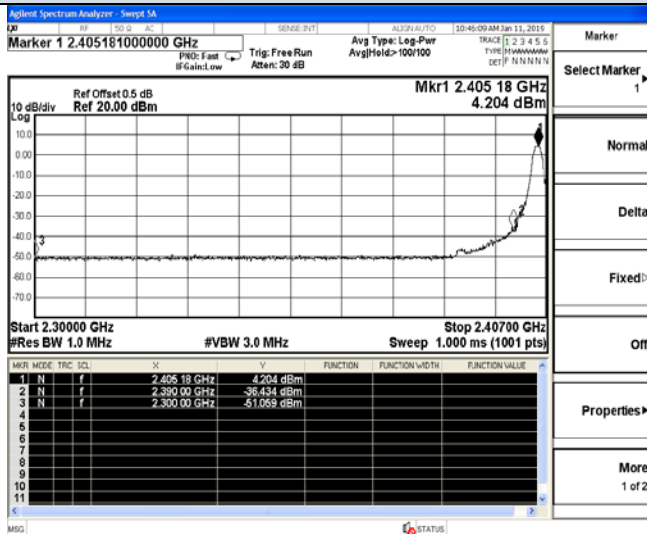 Agilent Spectrum Analyzer - Swept SA
RF 50 Ω AC SENSE:INT ALIGN AUTO 10:46:09 AM Jan 11, 2019
Marker 1 2.405181000000 GHz
PNO: Fast
IFGain:Low
Trig: Free Run
Atten: 30 dB
Avg Type: Log-Pwr
Avg|Hold:>100/100
TRACE 1 2 3 4 5 6
TYPE MWWWWW
DET P N N N N N
Ref Offset 0.5 dB
Ref 20.00 dBm
10 dB/div
Log
Mkr1 2.405 18 GHz
4.204 dBm
10.0
0.00
-10.0
-20.0
-30.0
-40.0
-50.0
-60.0
-70.0
1
2
3
Start 2.30000 GHz
Stop 2.40700 GHz
#Res BW 1.0 MHz
#VBW 3.0 MHz
Sweep 1.000 ms (1001 pts)
MKR MODE TRC SCL X Y FUNCTION FUNCTION WIDTH FUNCTION VALUE
1 N f 2.405 18 GHz 4.204 dBm
2 N f 2.390 00 GHz -36.434 dBm
3 N f 2.300 00 GHz -51.059 dBm
4
5
6
7
8
9
10
11
MSG
STATUS
Marker
Select Marker
1
Normal
Delta
Fixed
Off
Properties
More
1 of 2